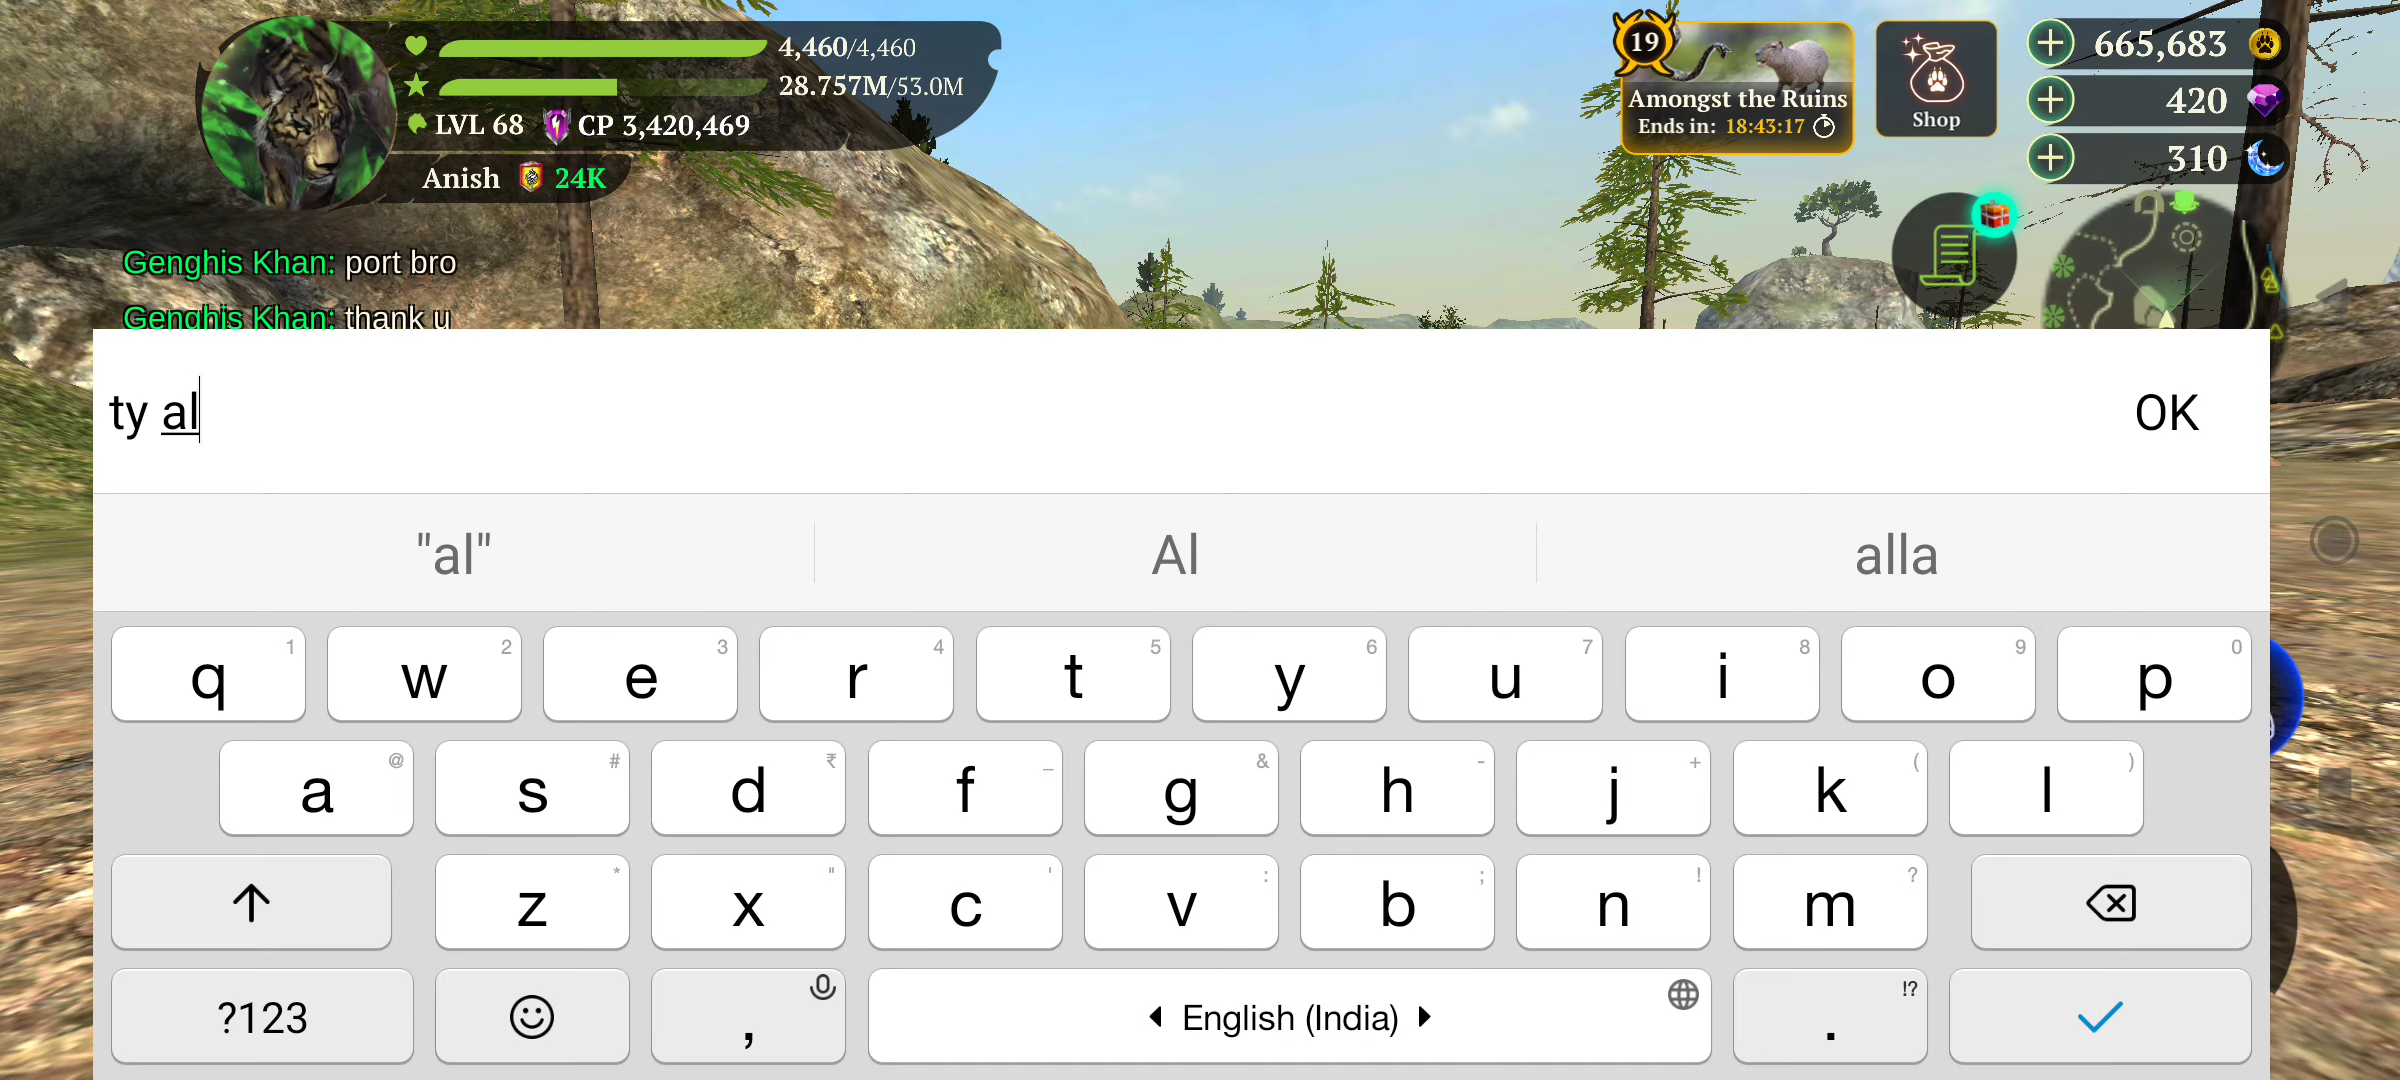 4,460/4,460
28.757M/53.0M
LVL 68 CP 3,420,469
Anish 24K
19
Amongst the Ruins
Ends in: 18:43:17
Shop
665,683
420
310
Genghis Khan: port bro
Genghis Khan: thank u
ty al
OK
"al" Al alla
q 1 w 2 e 3 r 4 t 5 y 6 u 7 i 8 o 9 p 0
a @ s # d ₹ f _ g & h - j + k ( l )
z * x " c ' v : b ; n ! m ?
?123 , English (India) . !?